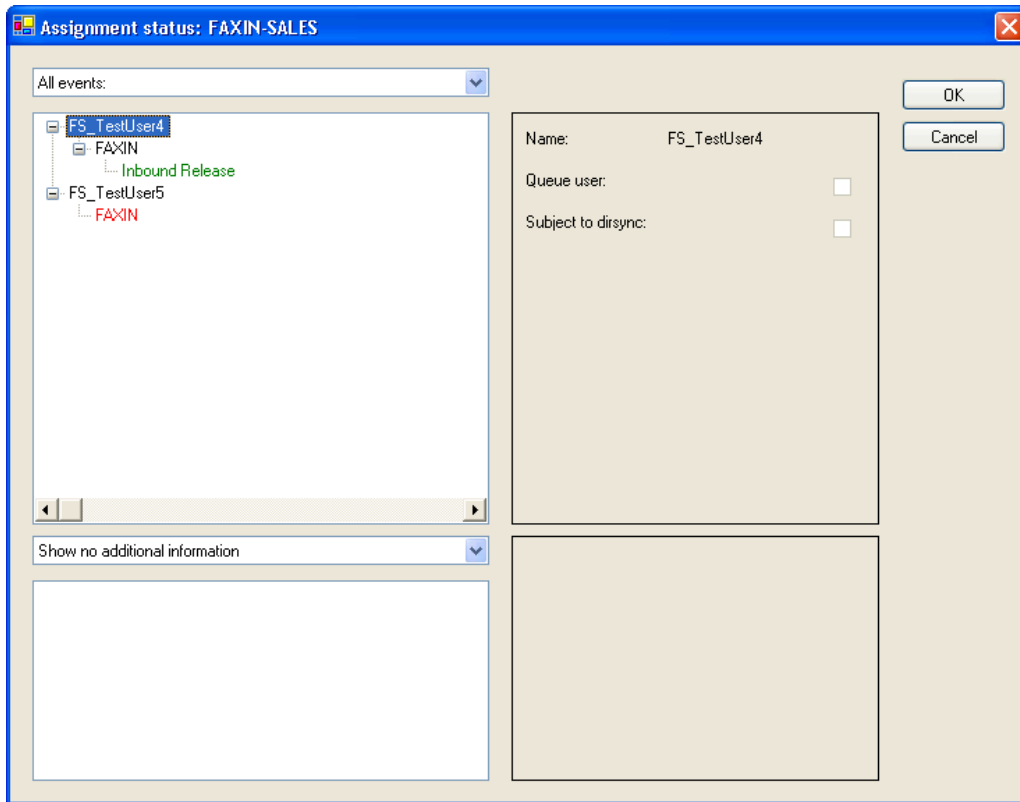 Assignment status: FAXIN-SALES
All events:
OK
Cancel
FS_TestUser4
FAXIN
Inbound Release
FS_TestUser5
FAXIN
Name: FS_TestUser4
Queue user:
Subject to dirsync:
Show no additional information